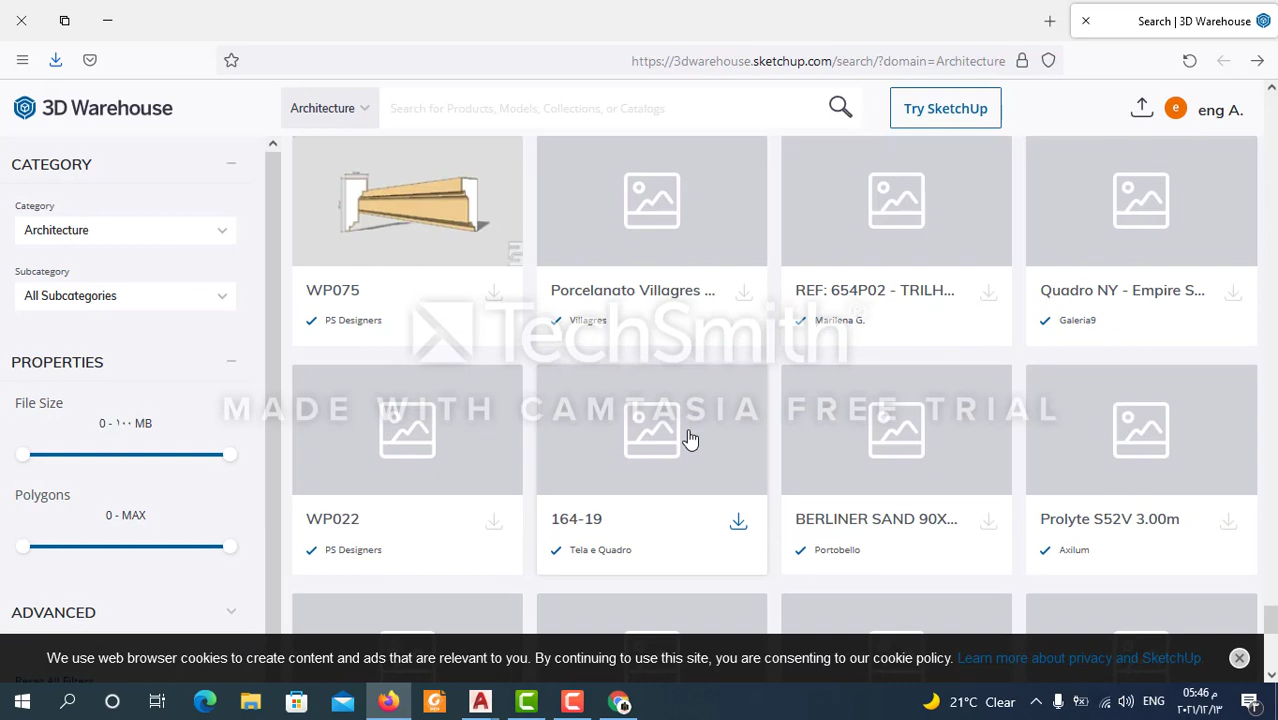 Search | 3D Warehouse
https://3dwarehouse.sketchup.com/search/?domain=Architecture
3D Warehouse
Architecture
Search for Products, Models, Collections, or Catalogs
Try SketchUp
e
eng A.
CATEGORY
Category
Architecture
Subcategory
All Subcategories
PROPERTIES
File Size
0 - ١٠٠ MB
Polygons
0 - MAX
ADVANCED
WP075
PS Designers
Porcelanato Villagres ...
Villagres
REF: 654P02 - TRILH...
Marilena G.
Quadro NY - Empire S...
Galeria9
TechSmith
MADE WITH CAMTASIA FREE TRIAL
WP022
PS Designers
164-19
Tela e Quadro
BERLINER SAND 90X...
Portobello
Prolyte S52V 3.00m
Axilum
We use web browser cookies to create content and ads that are relevant to you. By continuing to use this site, you are consenting to our cookie policy. Learn more about privacy and SketchUp.
21°C Clear
ENG
05:46 م
٢٠٢١/١٢/١٣